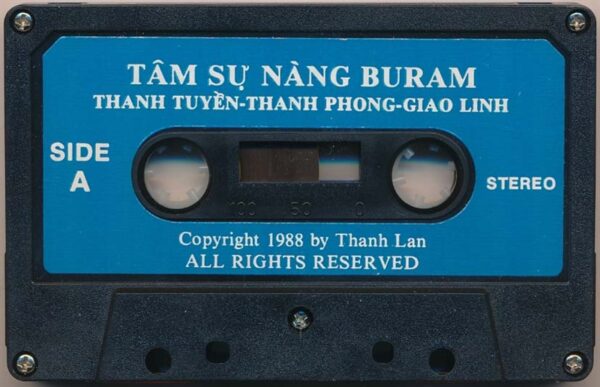 TÂM SỰ NÀNG BURAM
THANH TUYỀN-THANH PHONG-GIAO LINH
SIDE
A
STEREO
100 50 0
Copyright 1988 by Thanh Lan
ALL RIGHTS RESERVED